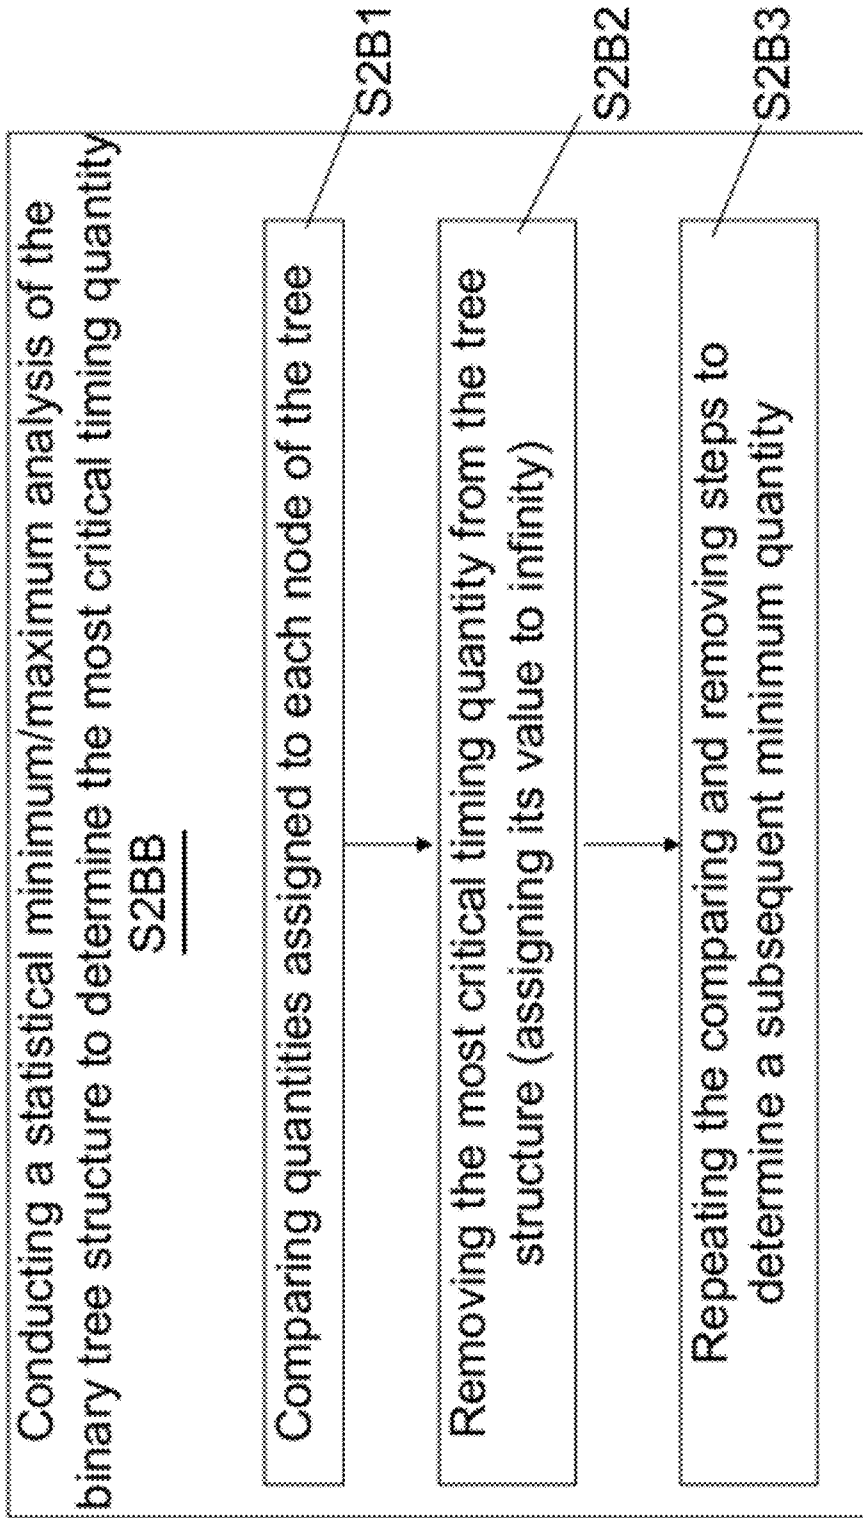 Conducting a statistical minimum/maximum analysis of the
binary tree structure to determine the most critical timing quantity
S2BB
Comparing quantities assigned to each node of the tree
S2B1
Removing the most critical timing quantity from the tree
structure (assigning its value to infinity)
S2B2
Repeating the comparing and removing steps to
determine a subsequent minimum quantity
S2B3